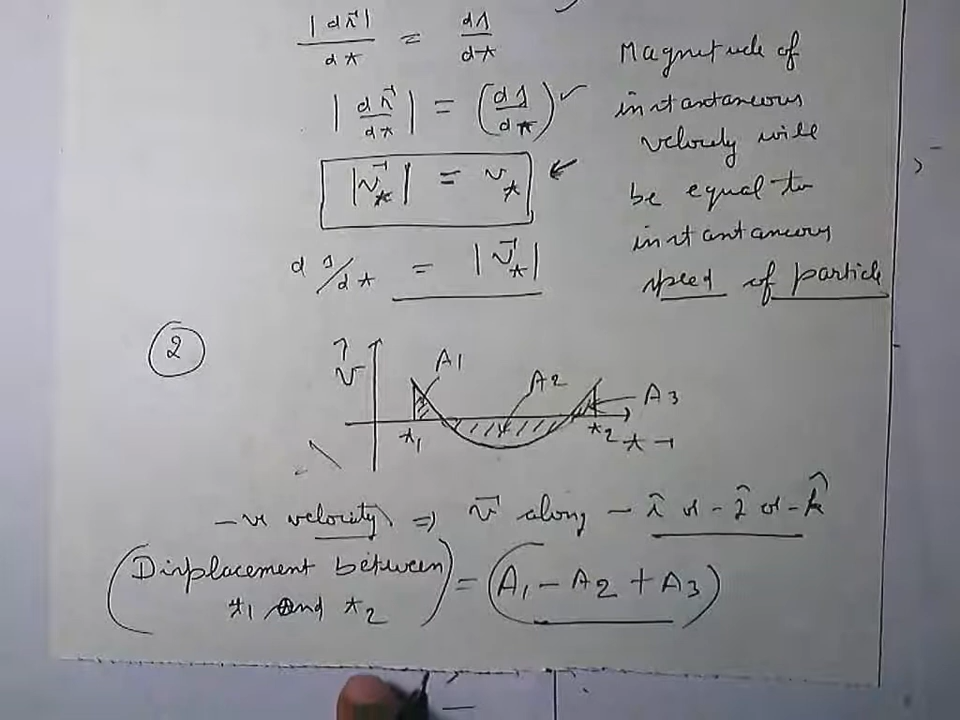 |dr⃗|/dt = ds/dt
|dr⃗/dt| = (ds/dt) ✓
|v⃗t| = vt ←
ds/dt = |v⃗t|
Magnitude of
instantaneous
velocity will
be equal to
instantaneous
speed of particle
2
v A1 A2 A3
t1 t2 t →
-ve velocity ⇒ v⃗ along -î or -ĵ or -k̂
(Displacement between
t1 and t2) = (A1 - A2 + A3)